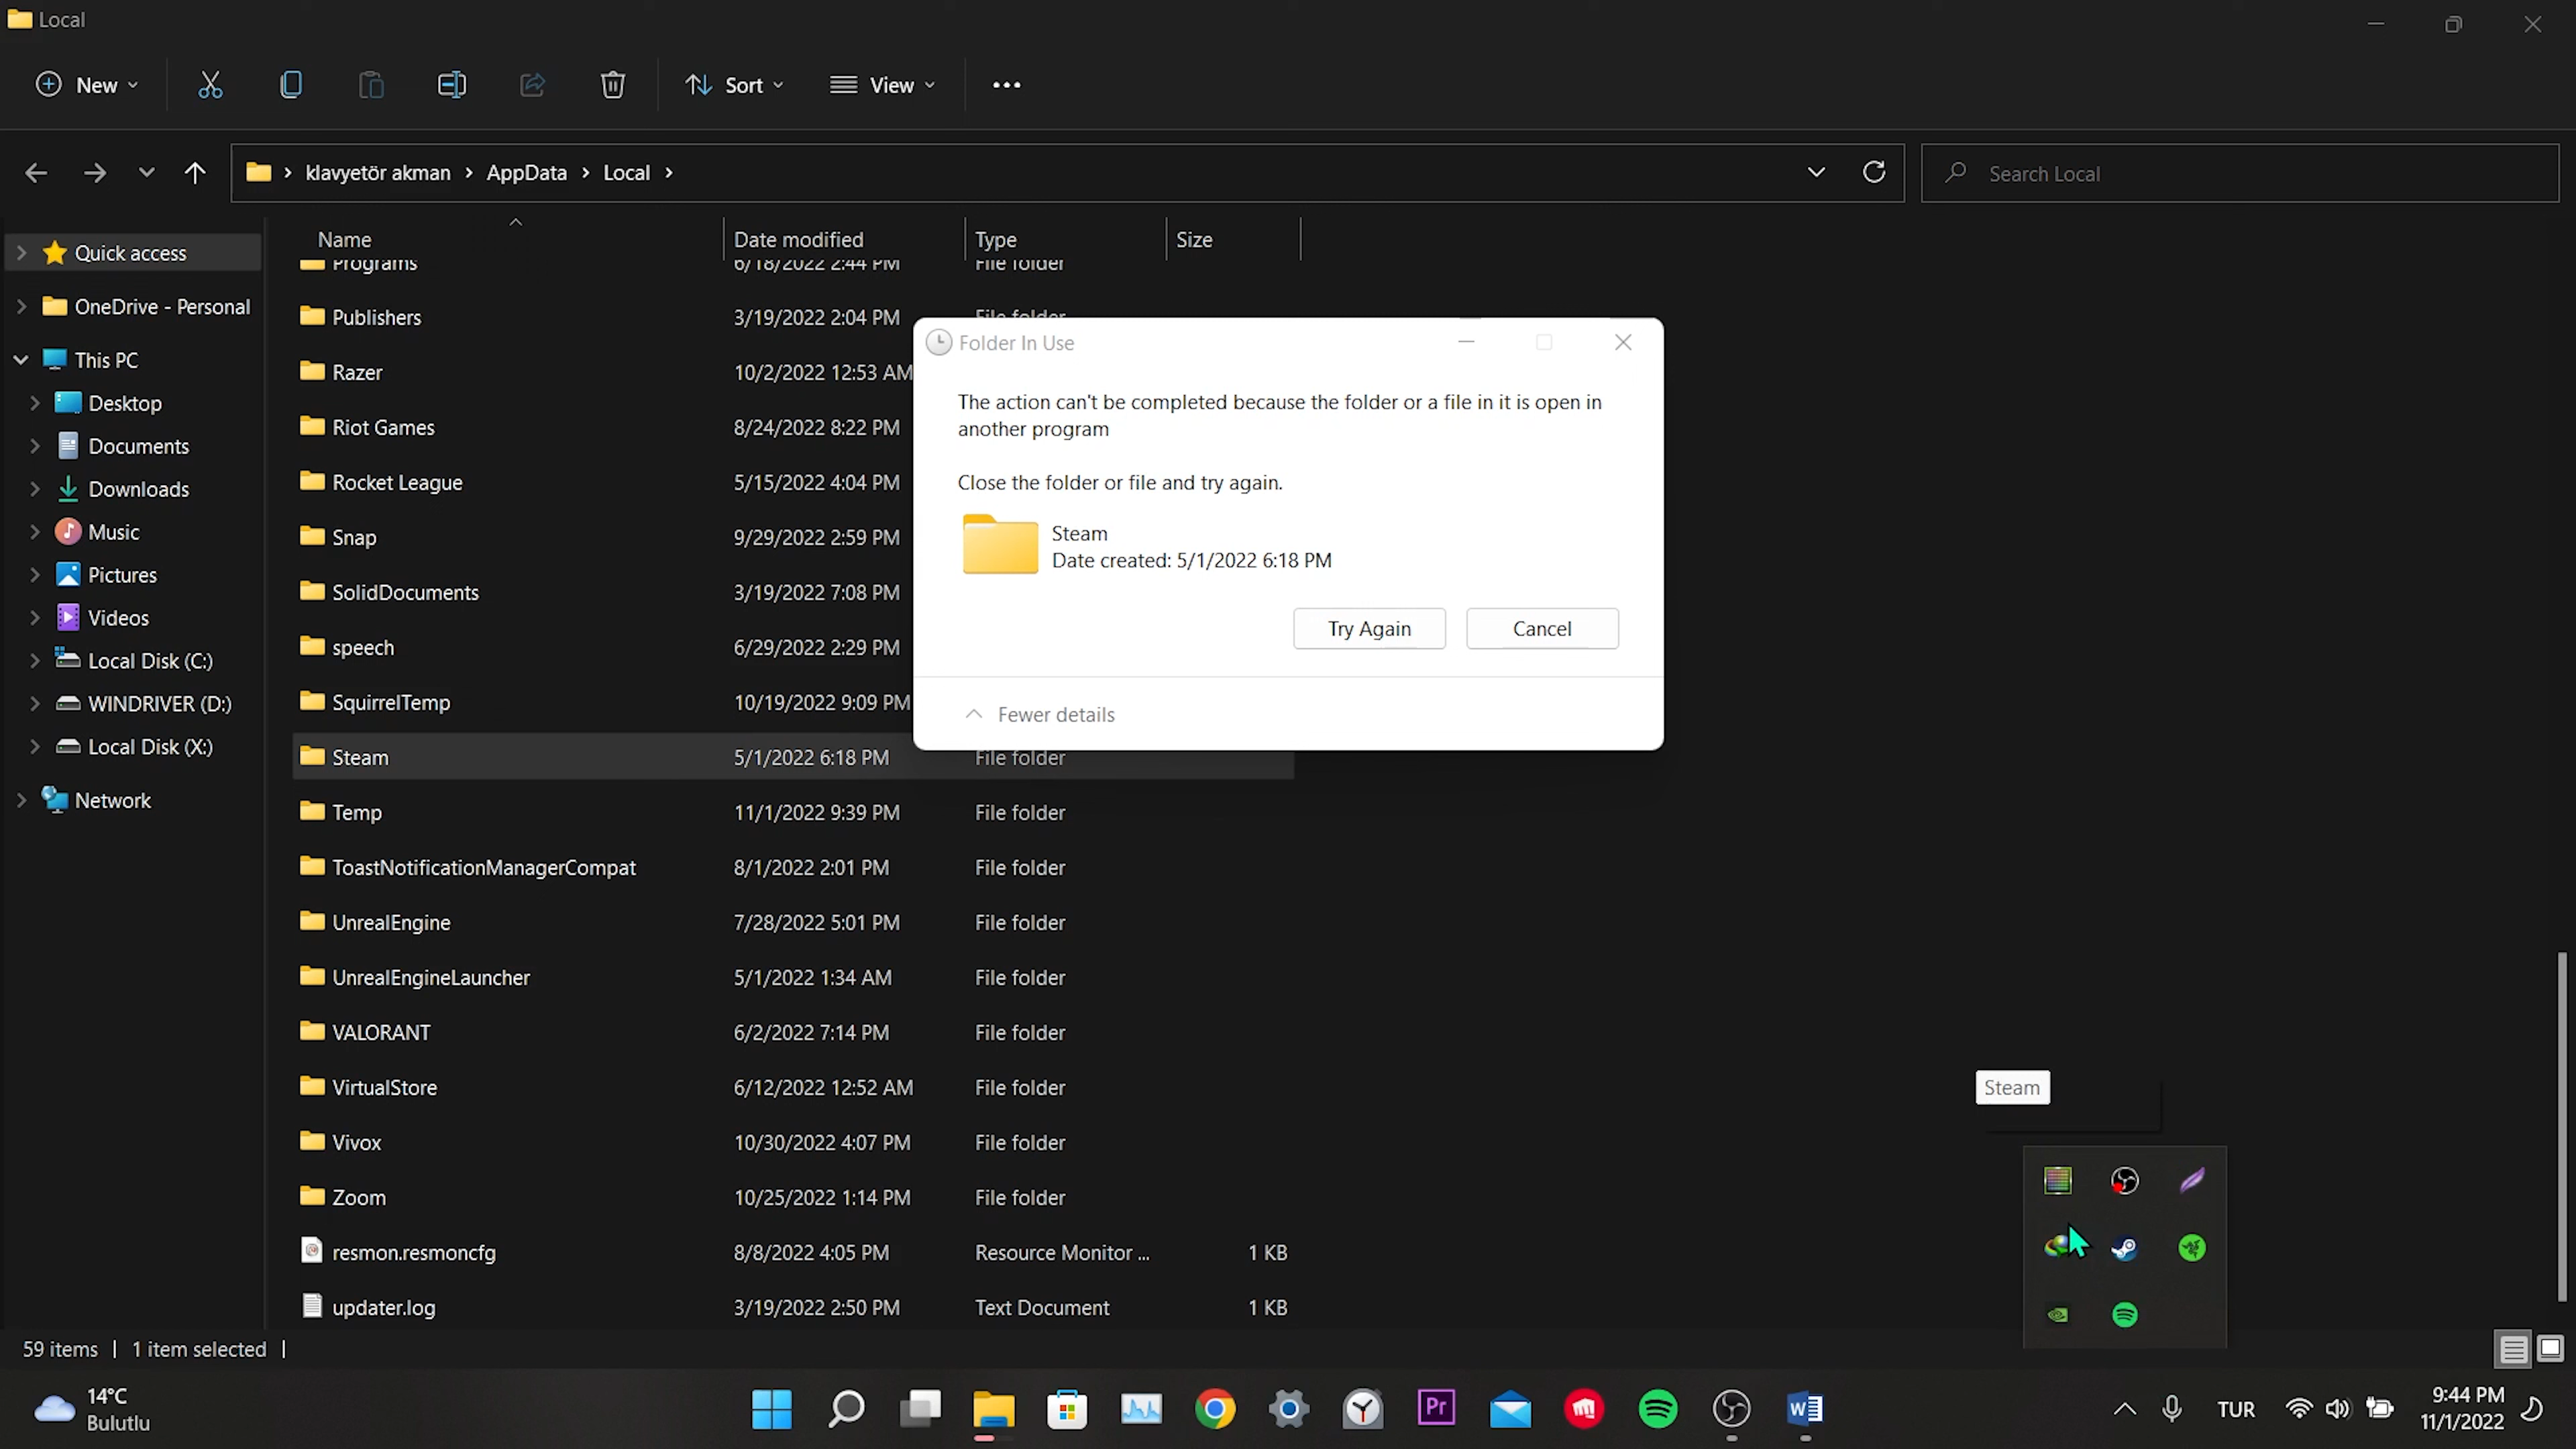 Local
New
Sort
View
klavyetör akman
AppData
Local
Search Local
Name
Date modified
Type
Size
Quick access
OneDrive - Personal
This PC
Desktop
Documents
Downloads
Music
Pictures
Videos
Local Disk (C:)
WINDRIVER (D:)
Local Disk (X:)
Network
Programs 6/18/2022 2:44 PM File folder
Publishers 3/19/2022 2:04 PM File folder
Razer 10/2/2022 12:53 AM
Riot Games 8/24/2022 8:22 PM
Rocket League 5/15/2022 4:04 PM
Snap 9/29/2022 2:59 PM
SolidDocuments 3/19/2022 7:08 PM
speech 6/29/2022 2:29 PM
SquirrelTemp 10/19/2022 9:09 PM
Steam 5/1/2022 6:18 PM File folder
Temp 11/1/2022 9:39 PM File folder
ToastNotificationManagerCompat 8/1/2022 2:01 PM File folder
UnrealEngine 7/28/2022 5:01 PM File folder
UnrealEngineLauncher 5/1/2022 1:34 AM File folder
VALORANT 6/2/2022 7:14 PM File folder
VirtualStore 6/12/2022 12:52 AM File folder
Vivox 10/30/2022 4:07 PM File folder
Zoom 10/25/2022 1:14 PM File folder
resmon.resmoncfg 8/8/2022 4:05 PM Resource Monitor ... 1 KB
updater.log 3/19/2022 2:50 PM Text Document 1 KB
Folder In Use
The action can't be completed because the folder or a file in it is open in
another program
Close the folder or file and try again.
Steam
Date created: 5/1/2022 6:18 PM
Try Again
Cancel
Fewer details
Steam
59 items
1 item selected
14°C
Bulutlu
Pr
W
TUR
9:44 PM
11/1/2022